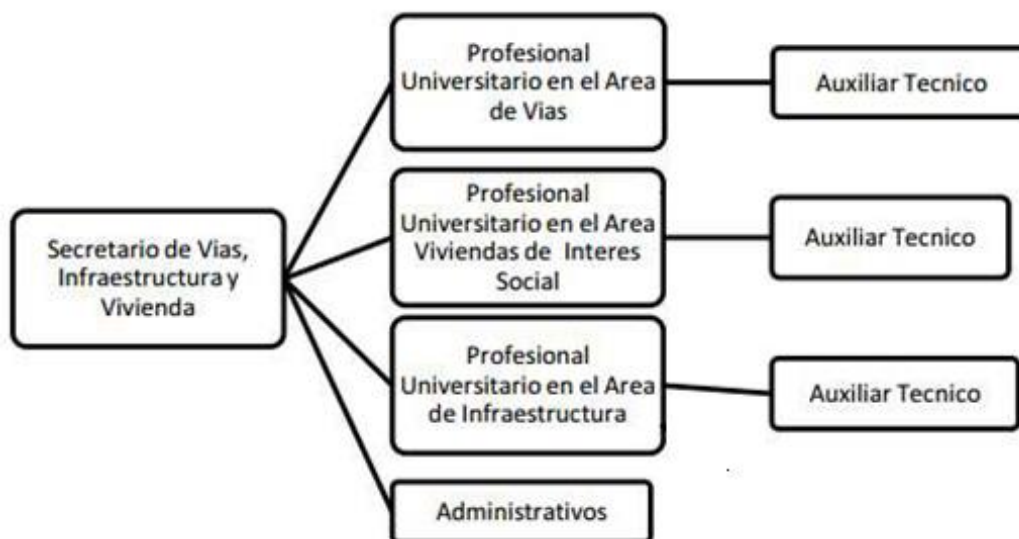 Secretario de Vias,
Infraestructura y
Vivienda
Profesional
Universitario en el Area
de Vias
Auxiliar Tecnico
Profesional
Universitario en el Area
Viviendas de Interes
Social
Auxiliar Tecnico
Profesional
Universitario en el Area
de Infraestructura
Auxiliar Tecnico
Administrativos